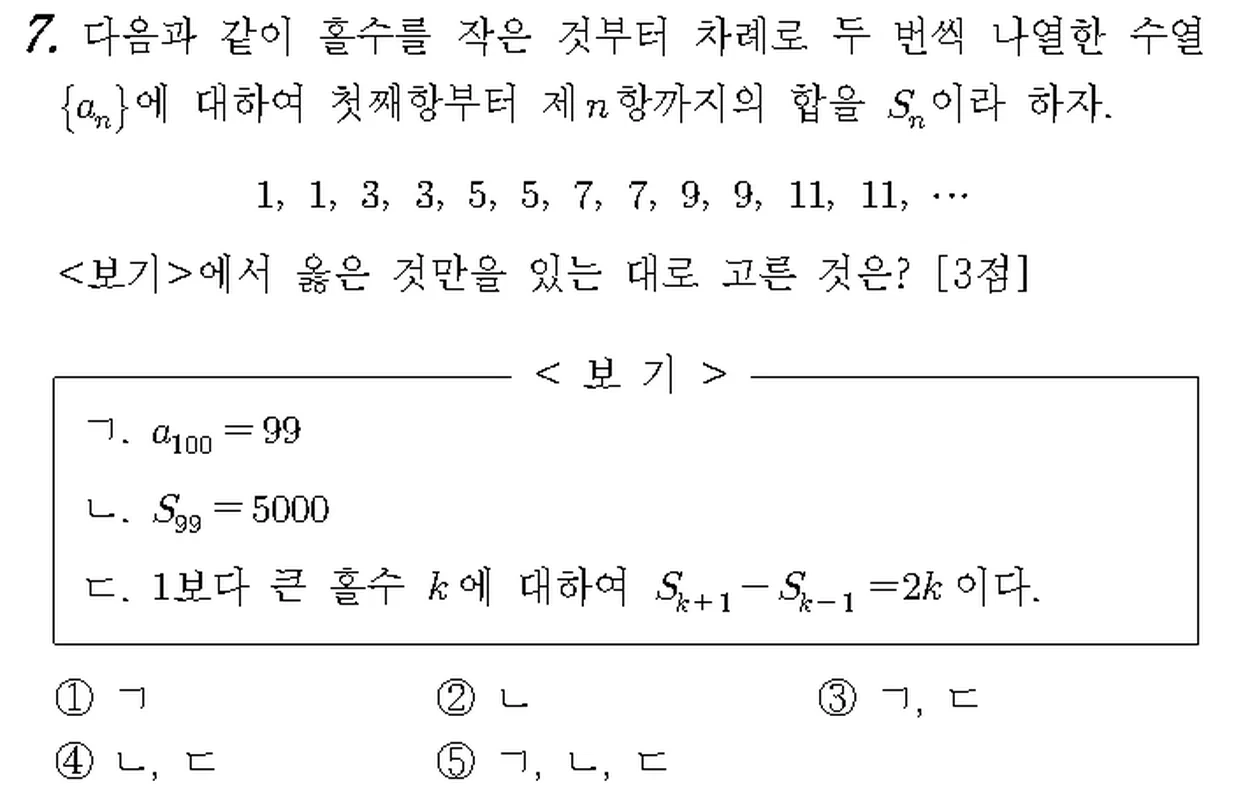 7. 다음과 같이 홀수를 작은 것부터 차례로 두 번씩 나열한 수열
{aₙ}에 대하여 첫째항부터 제n항까지의 합을 Sₙ이라 하자.
1, 1, 3, 3, 5, 5, 7, 7, 9, 9, 11, 11, ⋯
<보기>에서 옳은 것만을 있는 대로 고른 것은? [3점]
< 보 기 >
ㄱ. a₁₀₀ = 99
ㄴ. S₉₉ = 5000
ㄷ. 1보다 큰 홀수 k에 대하여 Sₖ₊₁ − Sₖ₋₁ = 2k 이다.
① ㄱ ② ㄴ ③ ㄱ, ㄷ
④ ㄴ, ㄷ ⑤ ㄱ, ㄴ, ㄷ